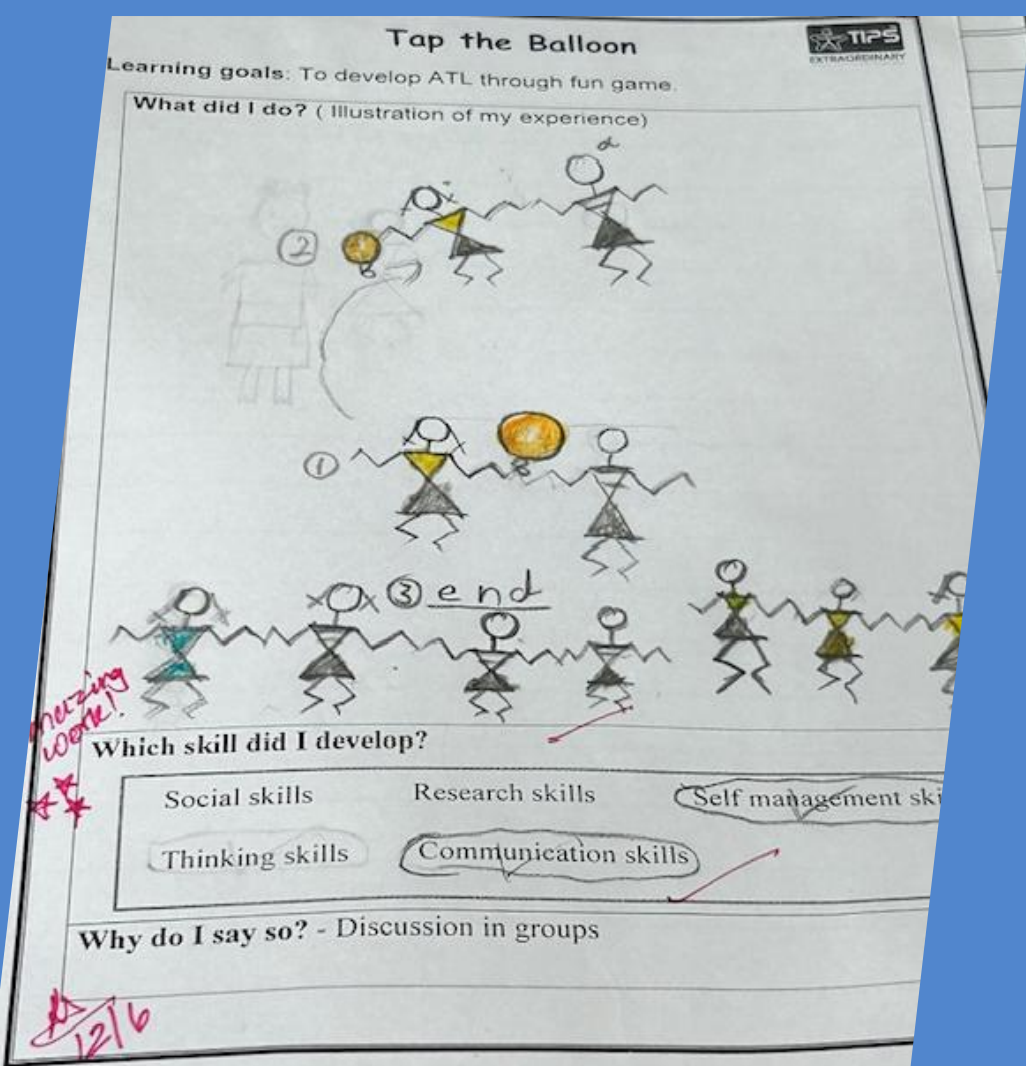 Tap the Balloon
TIPS
EXTRAORDINARY
Learning goals: To develop ATL through fun game.
What did I do? ( Illustration of my experience)
2
1
3 end
amazing
work!
Which skill did I develop?
Social skills Research skills Self management ski
Thinking skills Communication skills
Why do I say so? - Discussion in groups
12/6